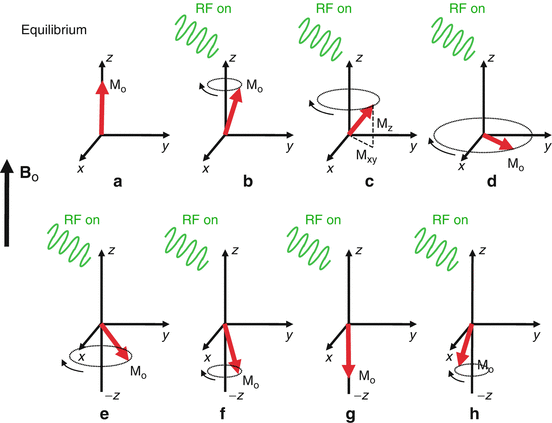 Equilibrium
RF on
RF on
RF on
z
Mo
y
x
a
z
Mo
y
x
b
z
Mz
Mxy
y
x
c
z
Mo
y
x
d
Bo
RF on
RF on
RF on
RF on
z
y
x
Mo
–z
e
z
y
x
Mo
–z
f
z
y
x
Mo
–z
g
z
y
x
Mo
–z
h